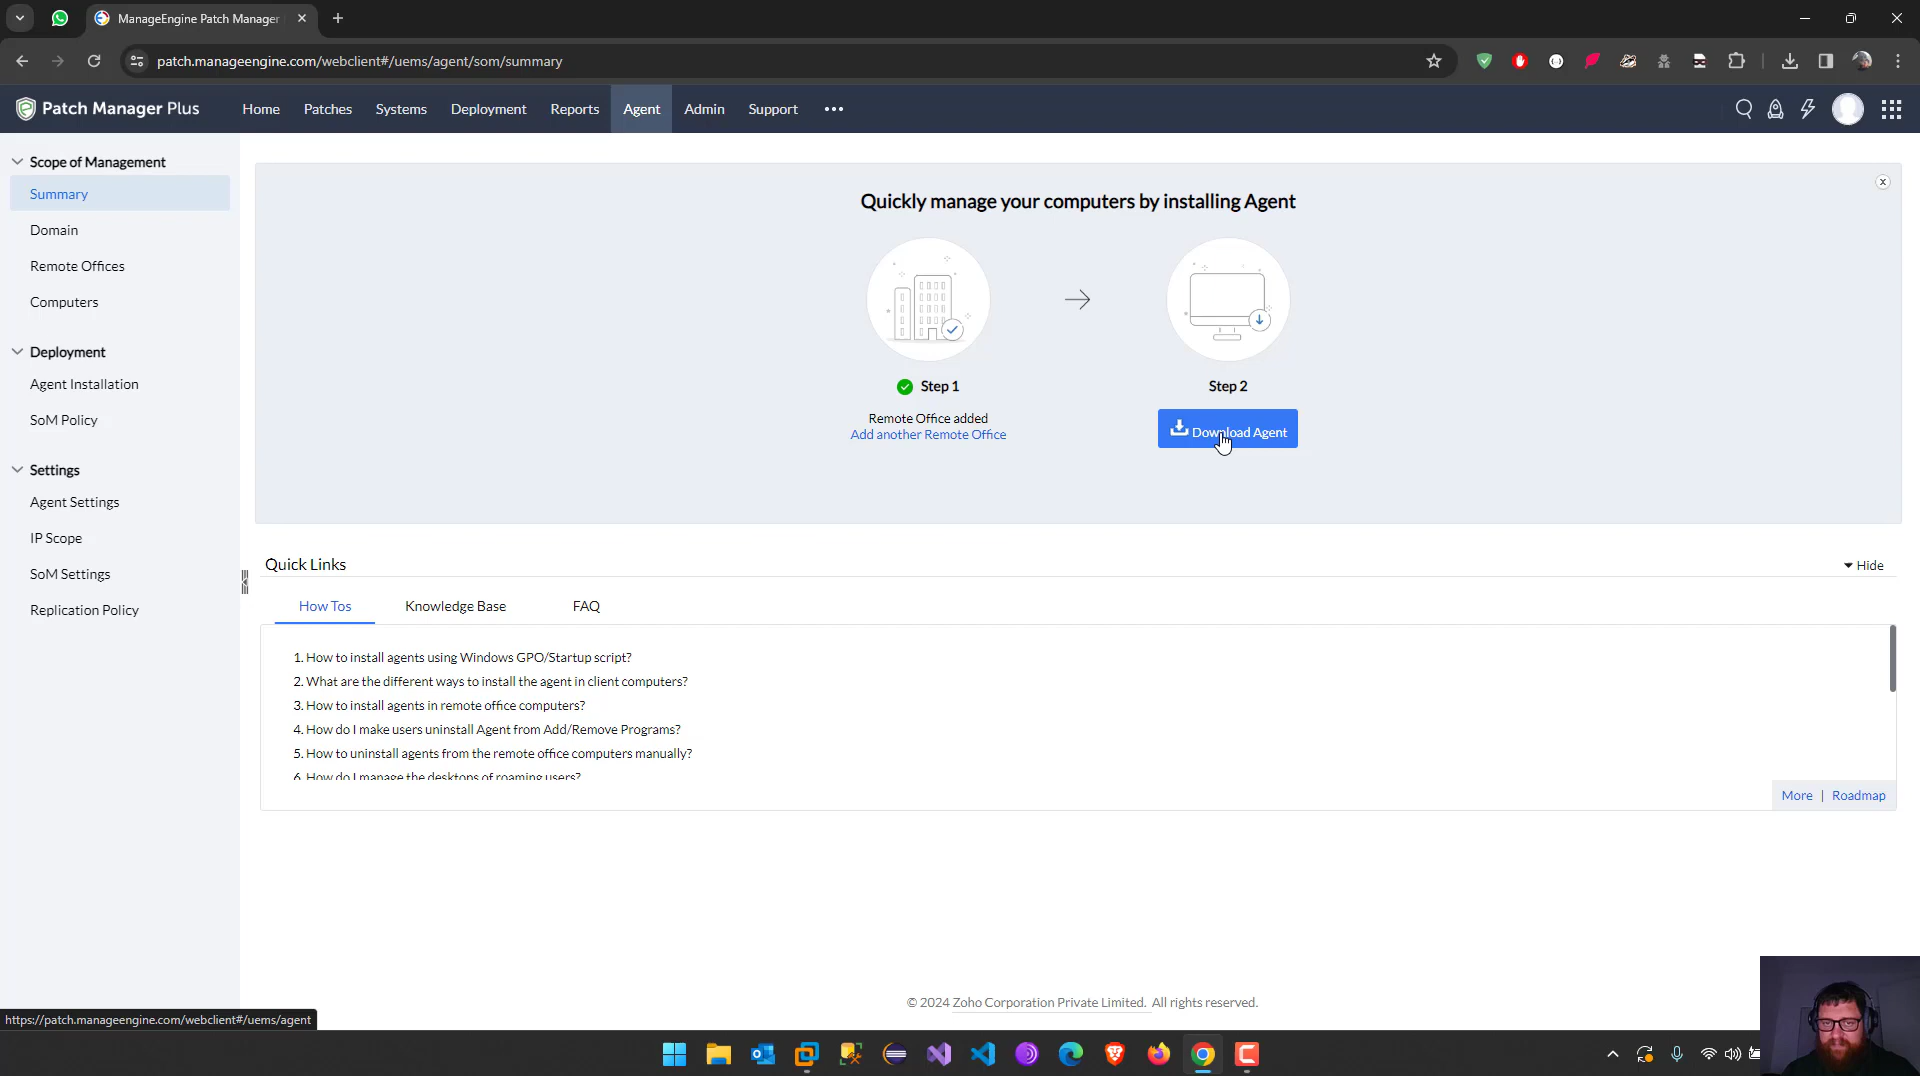 ManageEngine Patch Manager
patch.manageengine.com/webclient#/uems/agent/som/summary
Patch Manager Plus
Home
Patches
Systems
Deployment
Reports
Agent
Admin
Support
Scope of Management
Summary
Domain
Remote Offices
Computers
Deployment
Agent Installation
SoM Policy
Settings
Agent Settings
IP Scope
SoM Settings
Replication Policy
Quickly manage your computers by installing Agent
Step 1
Remote Office added
Add another Remote Office
Step 2
Download Agent
Quick Links
Hide
How Tos
Knowledge Base
FAQ
1. How to install agents using Windows GPO/Startup script?
2. What are the different ways to install the agent in client computers?
3. How to install agents in remote office computers?
4. How do I make users uninstall Agent from Add/Remove Programs?
5. How to uninstall agents from the remote office computers manually?
6. How do I manage the desktops of roaming users?
More | Roadmap
© 2024 Zoho Corporation Private Limited. All rights reserved.
https://patch.manageengine.com/webclient#/uems/agent